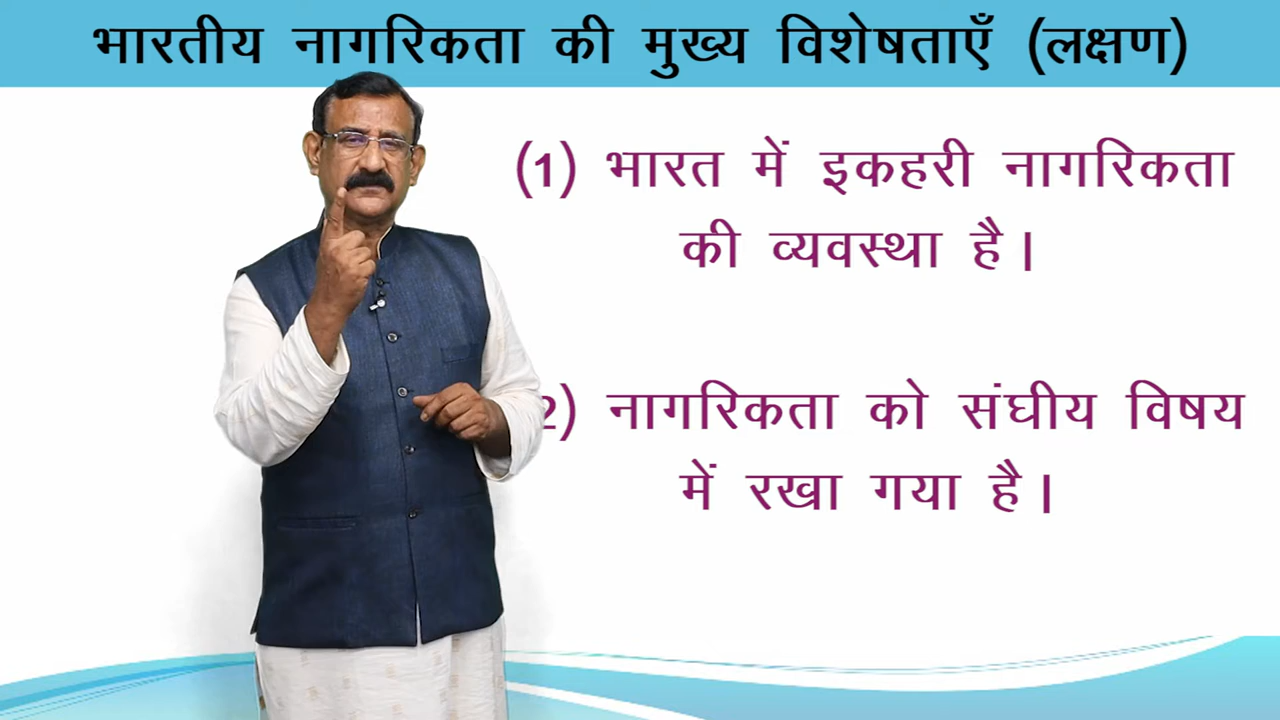 भारतीय नागरिकता की मुख्य विशेषताएँ (लक्षण)
(1) भारत में इकहरी नागरिकता
की व्यवस्था है।
2) नागरिकता को संघीय विषय
में रखा गया है।